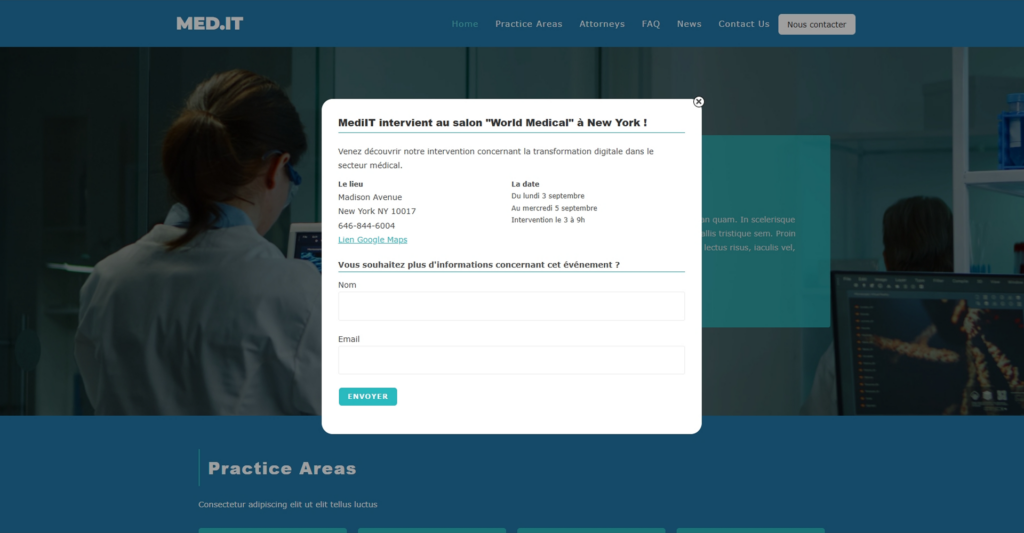 MED.IT
Home Practice Areas Attorneys FAQ News Contact Us Nous contacter
MediIT intervient au salon "World Medical" à New York !
Venez découvrir notre intervention concernant la transformation digitale dans le
secteur médical.
Le lieu
Madison Avenue
New York NY 10017
646-844-6004
Lien Google Maps
La date
Du lundi 3 septembre
Au mercredi 5 septembre
Intervention le 3 à 9h
Vous souhaitez plus d'informations concernant cet événement ?
Nom
Email
ENVOYER
quam. In scelerisque
tristique sem. Proin
lectus risus, iaculis vel,
Practice Areas
Consectetur adipiscing elit ut elit tellus luctus